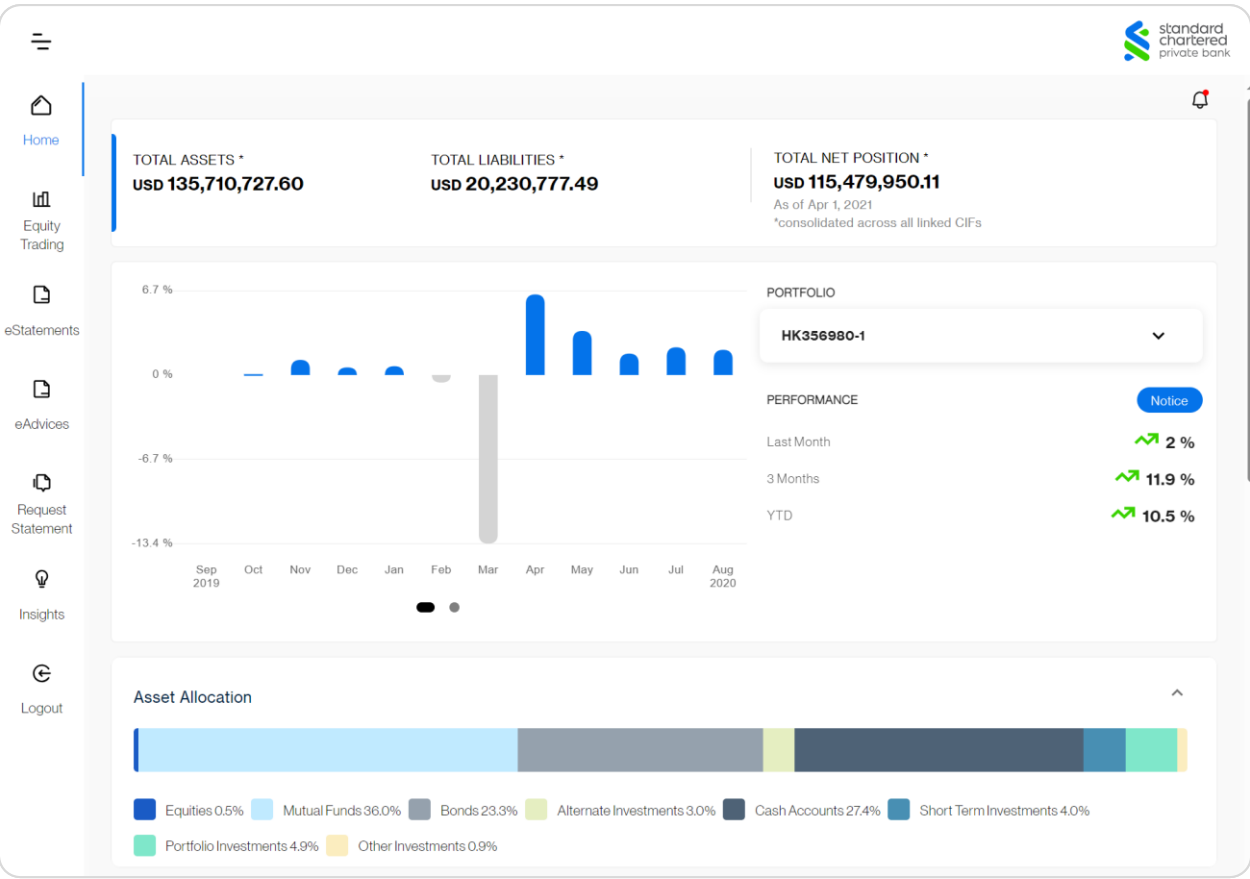 standard
chartered
private bank
Home
Equity
Trading
eStatements
eAdvices
Request
Statement
Insights
Logout
TOTAL ASSETS *
USD 135,710,727.60
TOTAL LIABILITIES *
USD 20,230,777.49
TOTAL NET POSITION *
USD 115,479,950.11
As of Apr 1, 2021
*consolidated across all linked CIFs
6.7 %
0 %
-6.7 %
-13.4 %
Sep Oct Nov Dec Jan Feb Mar Apr May Jun Jul Aug
2019 2020
PORTFOLIO
HK356980-1
PERFORMANCE Notice
Last Month 2 %
3 Months 11.9 %
YTD 10.5 %
Asset Allocation
Equities 0.5% Mutual Funds 36.0% Bonds 23.3% Alternate Investments 3.0% Cash Accounts 27.4% Short Term Investments 4.0%
Portfolio Investments 4.9% Other Investments 0.9%